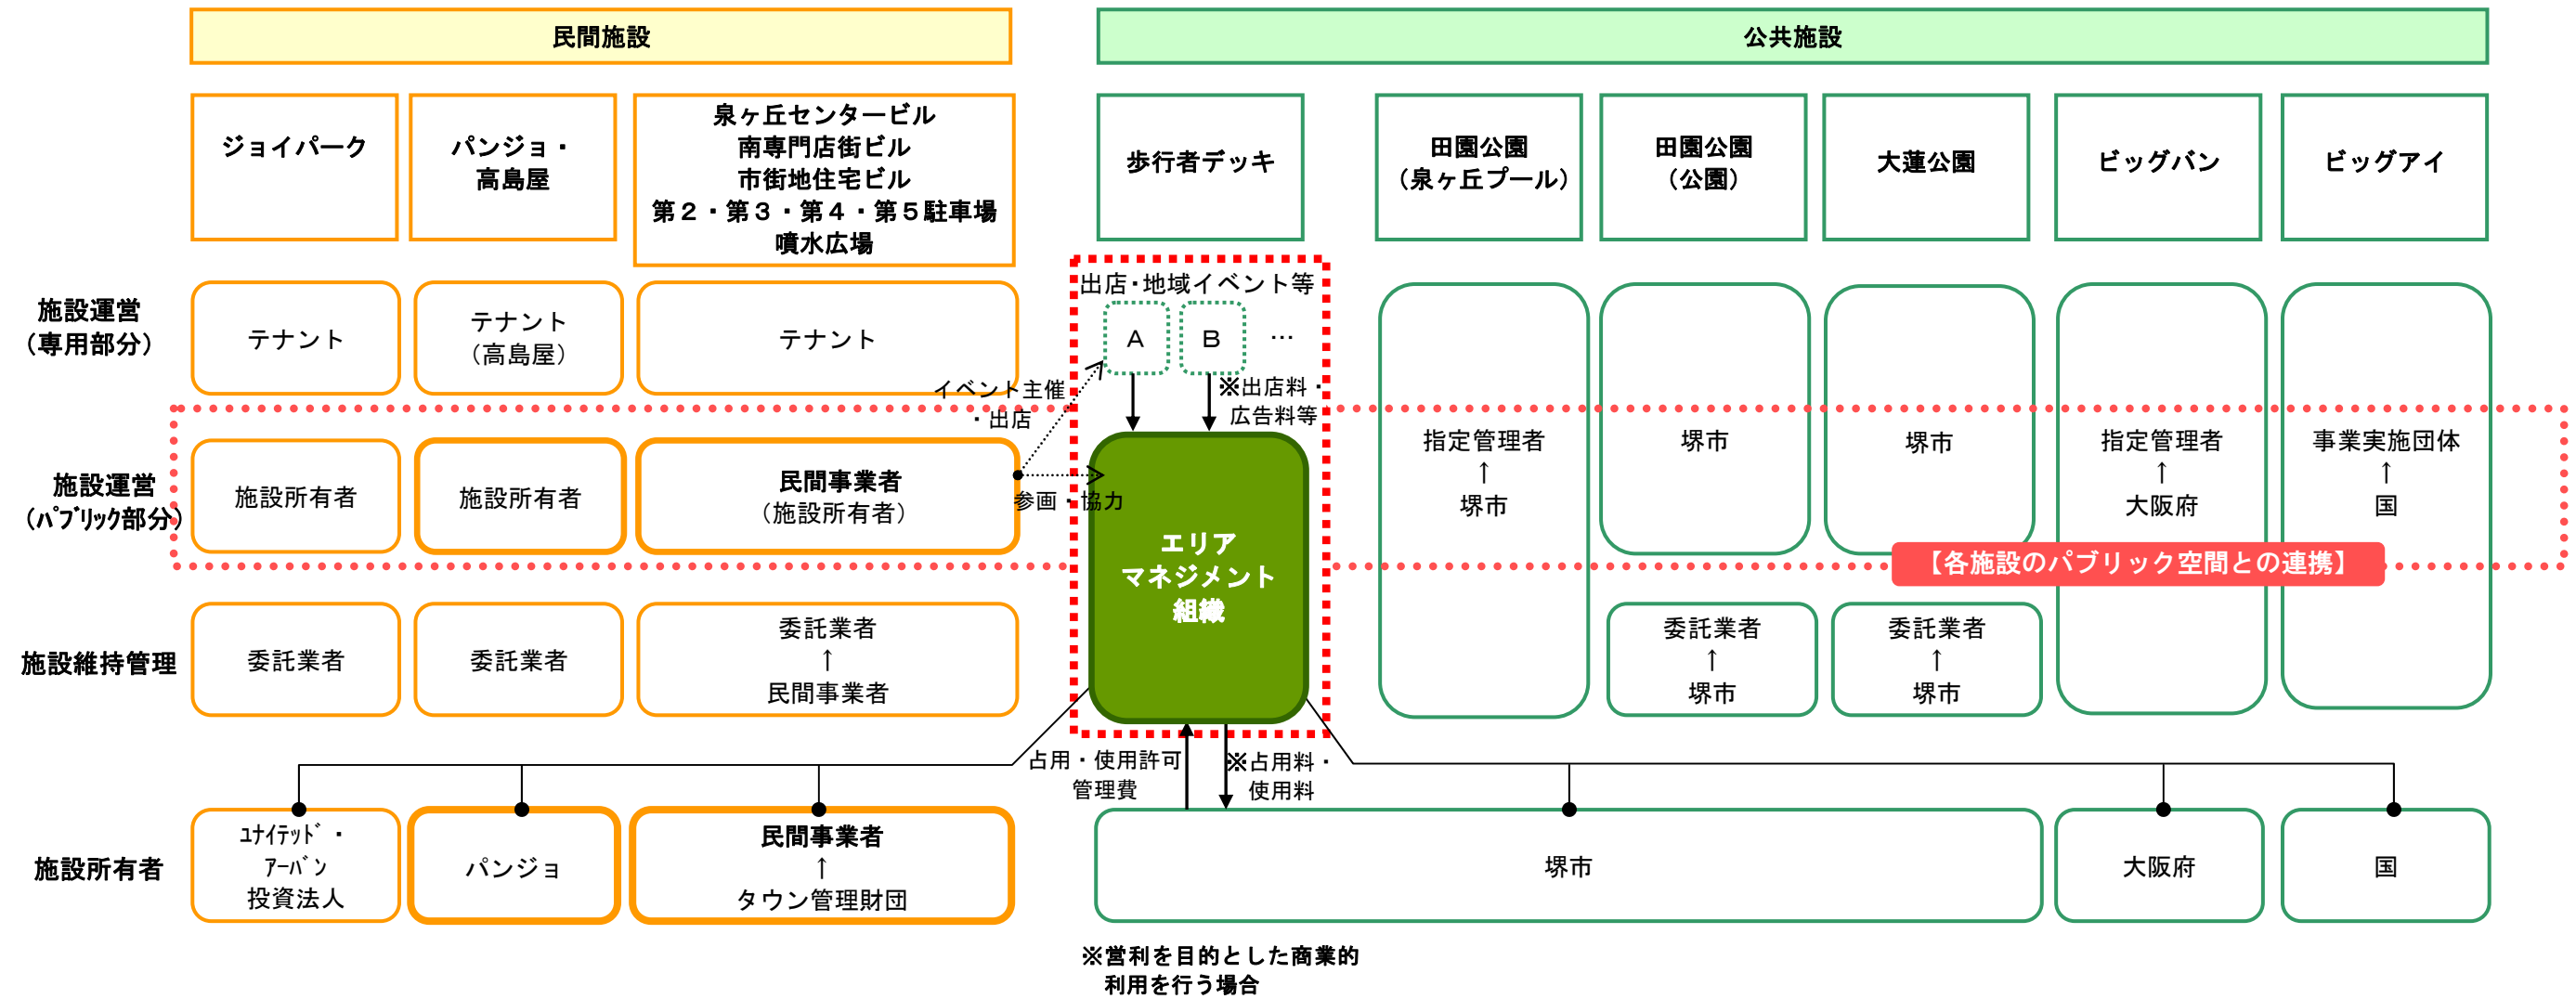 民間施設
公共施設
ジョイパーク
パンジョ・
高島屋
泉ヶ丘センタービル
南専門店街ビル
市街地住宅ビル
第２・第３・第４・第５駐車場
噴水広場
歩行者デッキ
田園公園
（泉ヶ丘プール）
田園公園
（公園）
大蓮公園
ビッグバン
ビッグアイ
施設運営
（専用部分）
テナント
テナント
（高島屋）
テナント
出店・地域イベント等
Ａ
Ｂ
…
※出店料・
広告料等
イベント主催
・出店
参画・協力
施設運営
（ﾊﾟﾌﾞﾘｯｸ部分）
施設所有者
施設所有者
民間事業者
（施設所有者）
エリア
マネジメント
組織
指定管理者
↑
堺市
堺市
堺市
指定管理者
↑
大阪府
事業実施団体
↑
国
【各施設のパブリック空間との連携】
施設維持管理
委託業者
委託業者
委託業者
↑
民間事業者
委託業者
↑
堺市
委託業者
↑
堺市
占用・使用許可
管理費
※占用料・
使用料
施設所有者
ﾕﾅｲﾃｯﾄﾞ・
ｱｰﾊﾞﾝ
投資法人
パンジョ
民間事業者
↑
タウン管理財団
堺市
大阪府
国
※営利を目的とした商業的
利用を行う場合